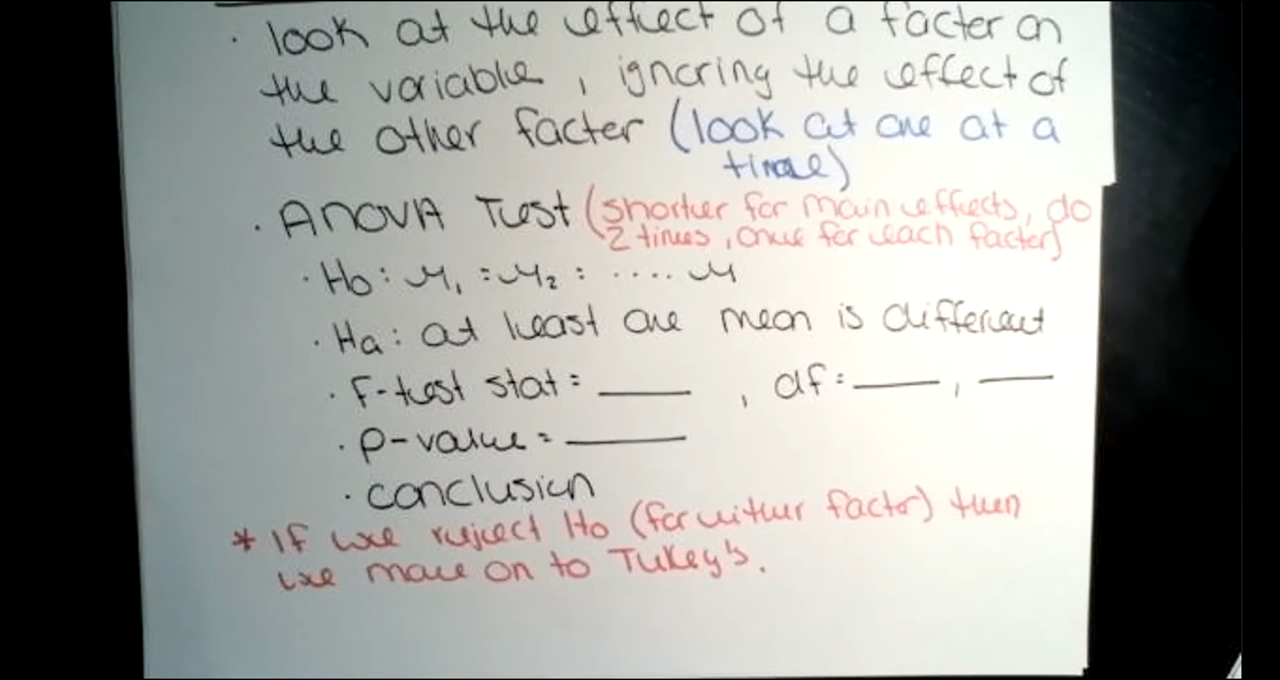 · look at the effect of a factor on
the variable , ignoring the effect of
the other factor (look at one at a
time)
· ANOVA Test (shorter for main effects, do
2 times , once for each factor)
· Ho : μ₁ = μ₂ = .... μ
· Ha : at least one mean is different
· F-test stat = ____ , df = ____ , ____
· p-value = ____
· conclusion
* If we reject Ho (for either factor) then
we move on to Tukey's.